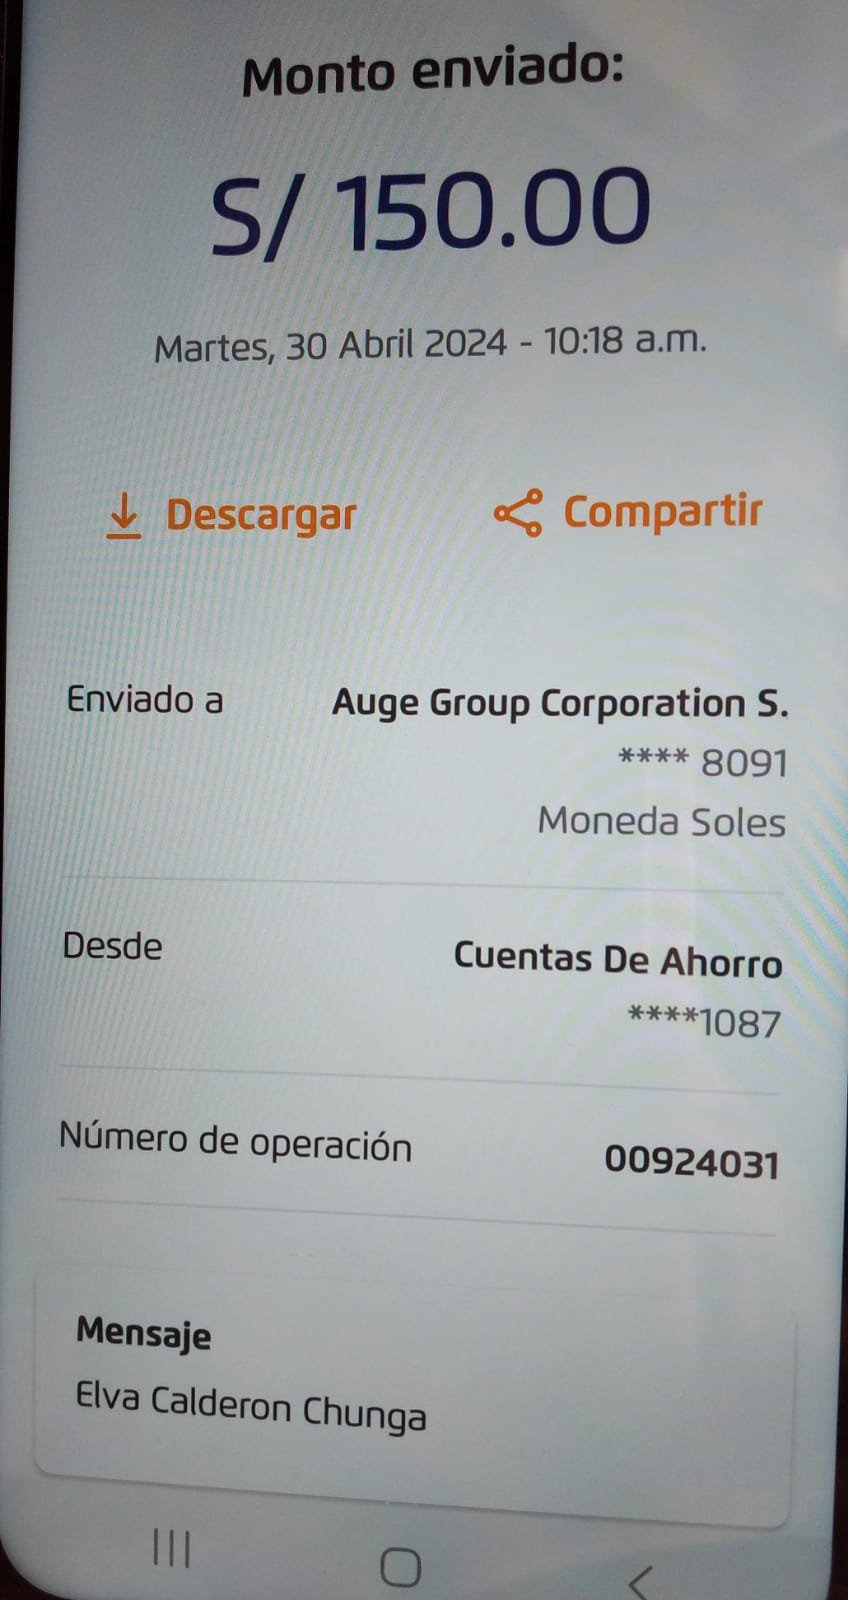 Monto enviado:
S/ 150.00
Martes, 30 Abril 2024 - 10:18 a.m.
Descargar
Compartir
Enviado a
Auge Group Corporation S.
**** 8091
Moneda Soles
Desde
Cuentas De Ahorro
****1087
Número de operación
00924031
Mensaje
Elva Calderon Chunga